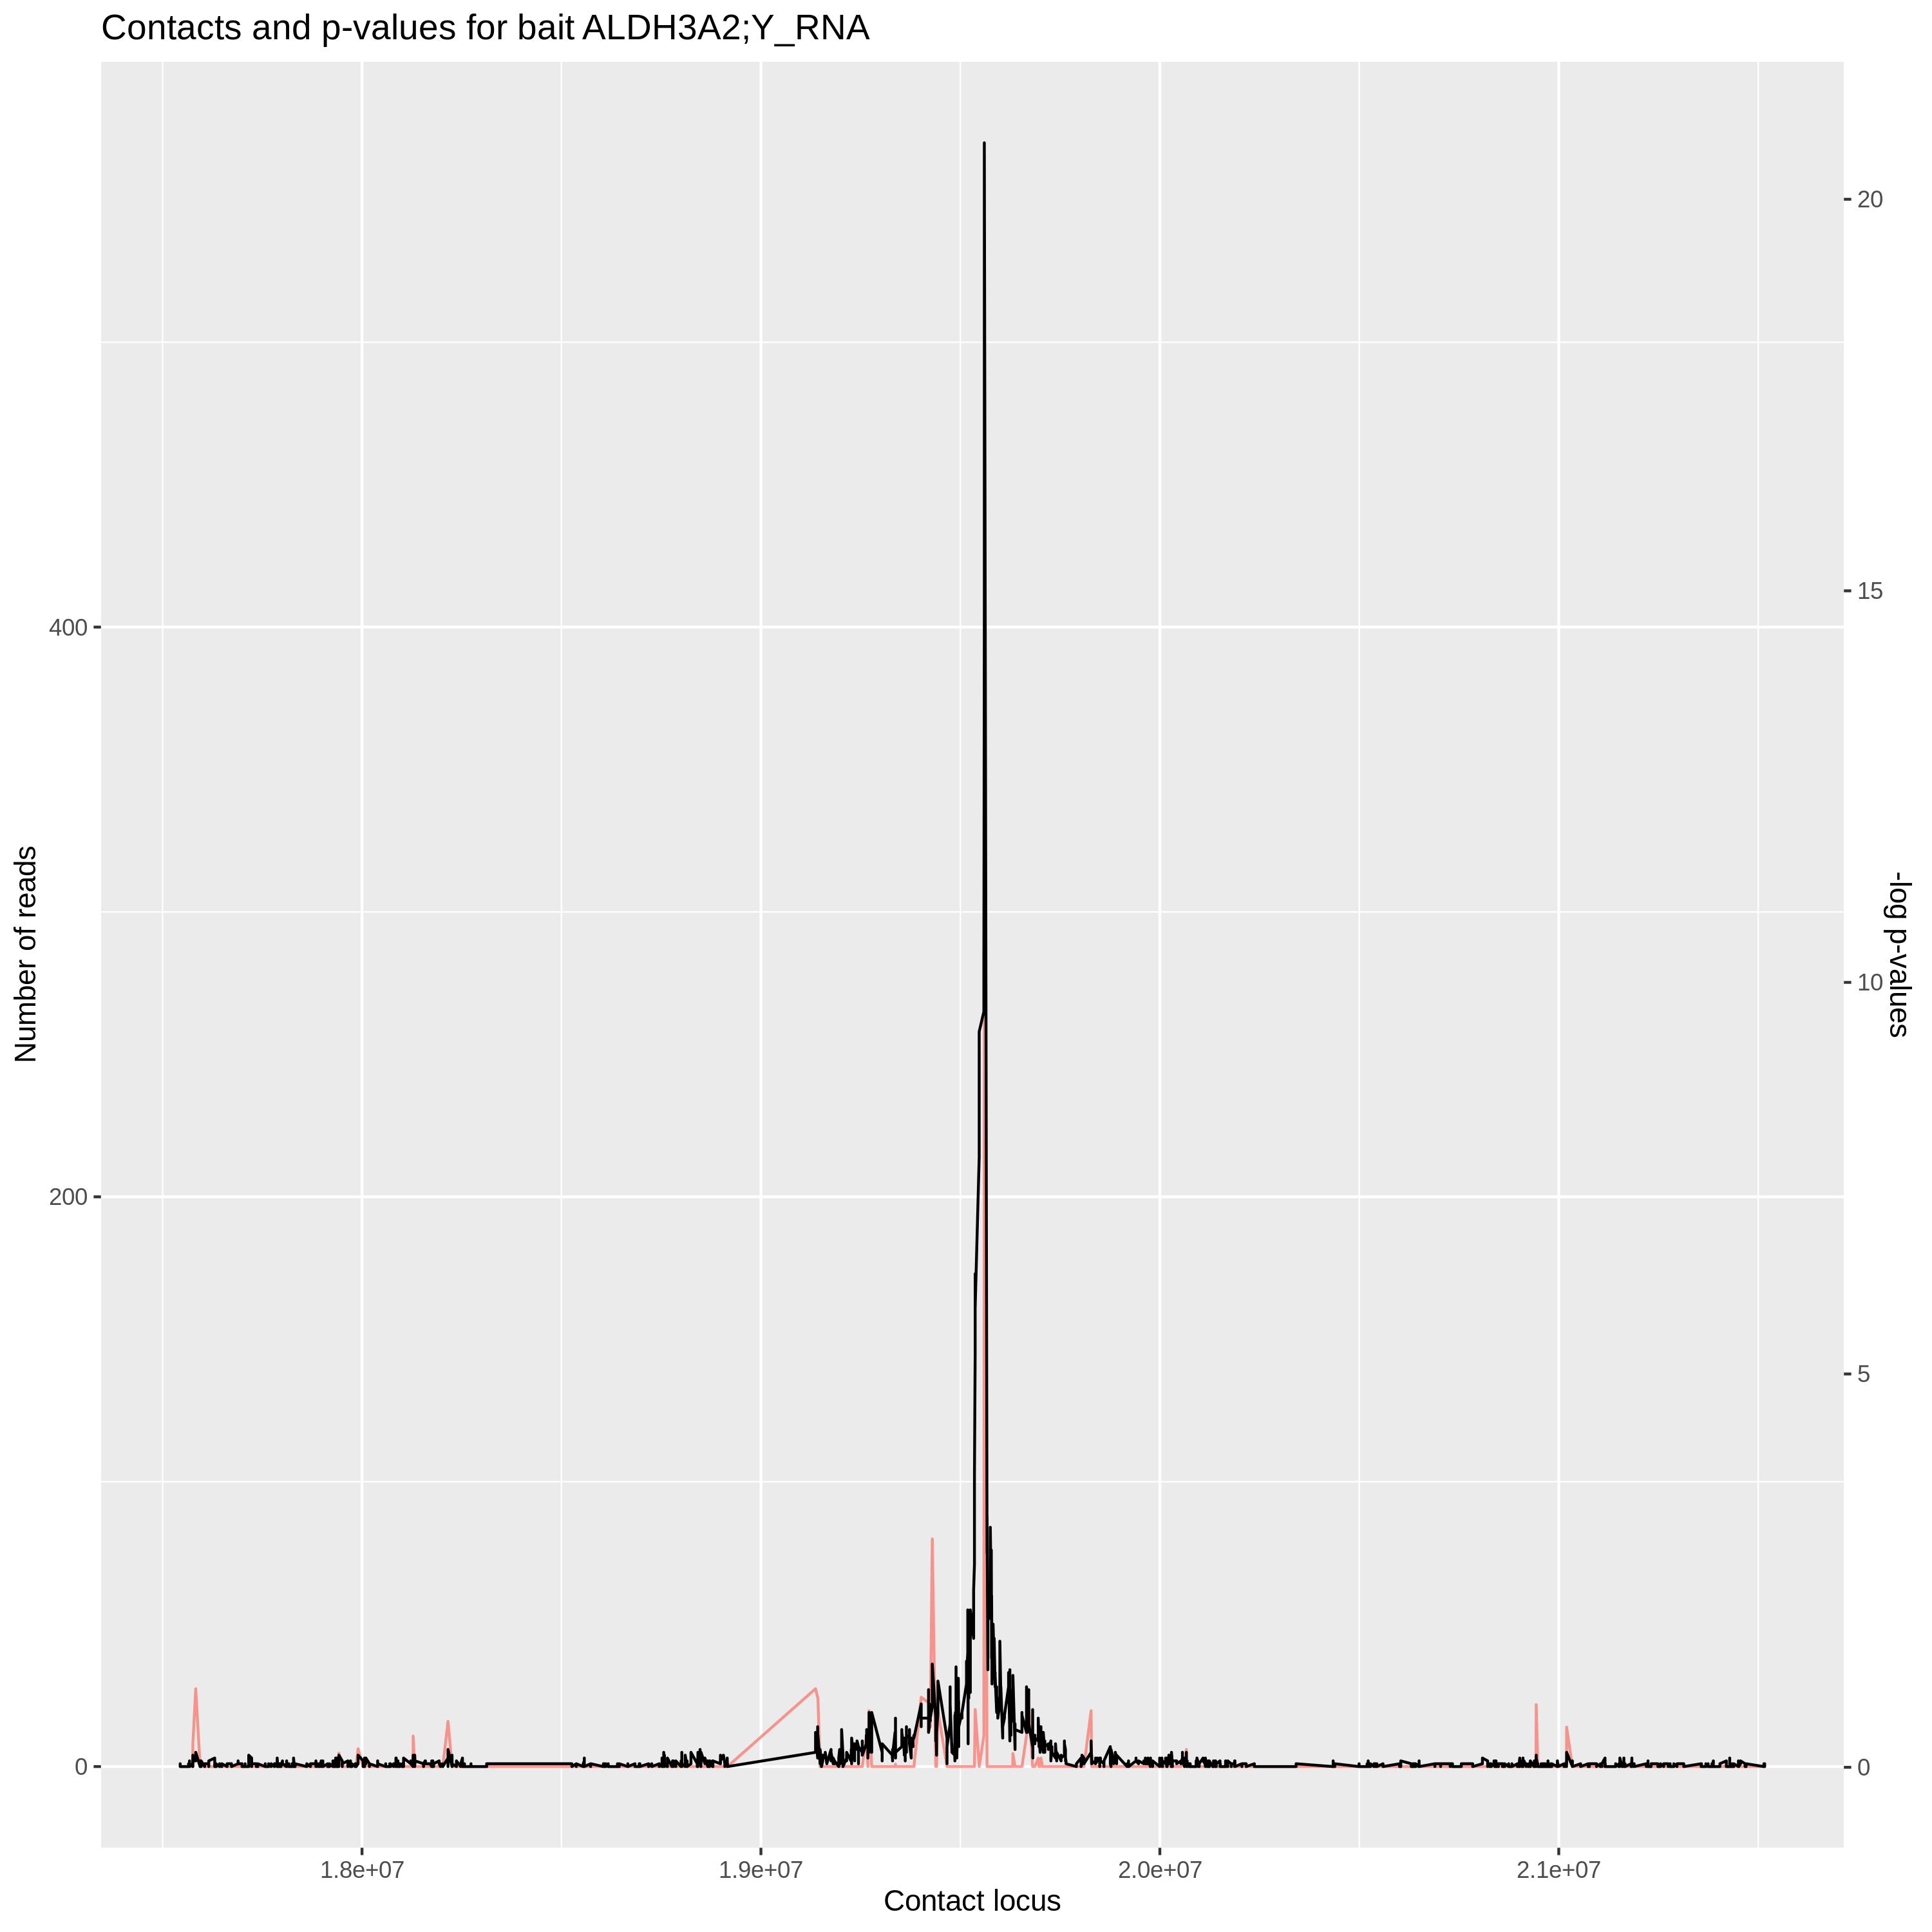 Contacts and p-values for bait ALDH3A2;Y_RNA
Number of reads
400
200
0
20
15
10
5
0
-log p-values
1.8e+07
1.9e+07
2.0e+07
2.1e+07
Contact locus